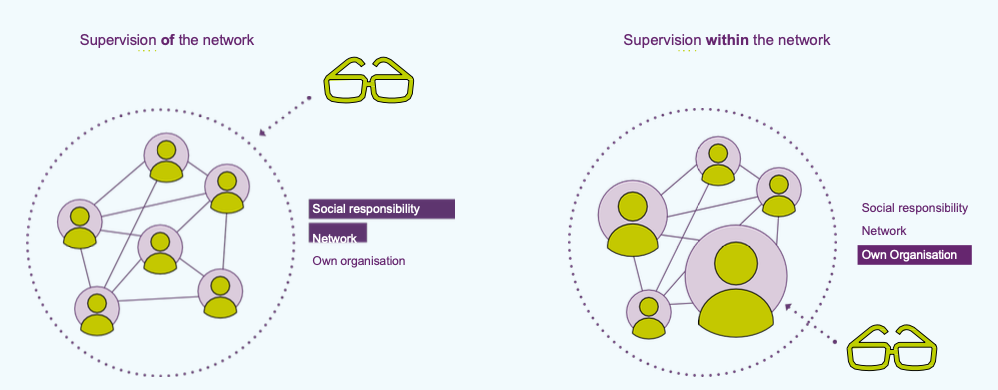 Supervision of the network
Social responsibility
Network
Own organisation
Supervision within the network
Social responsibility
Network
Own Organisation